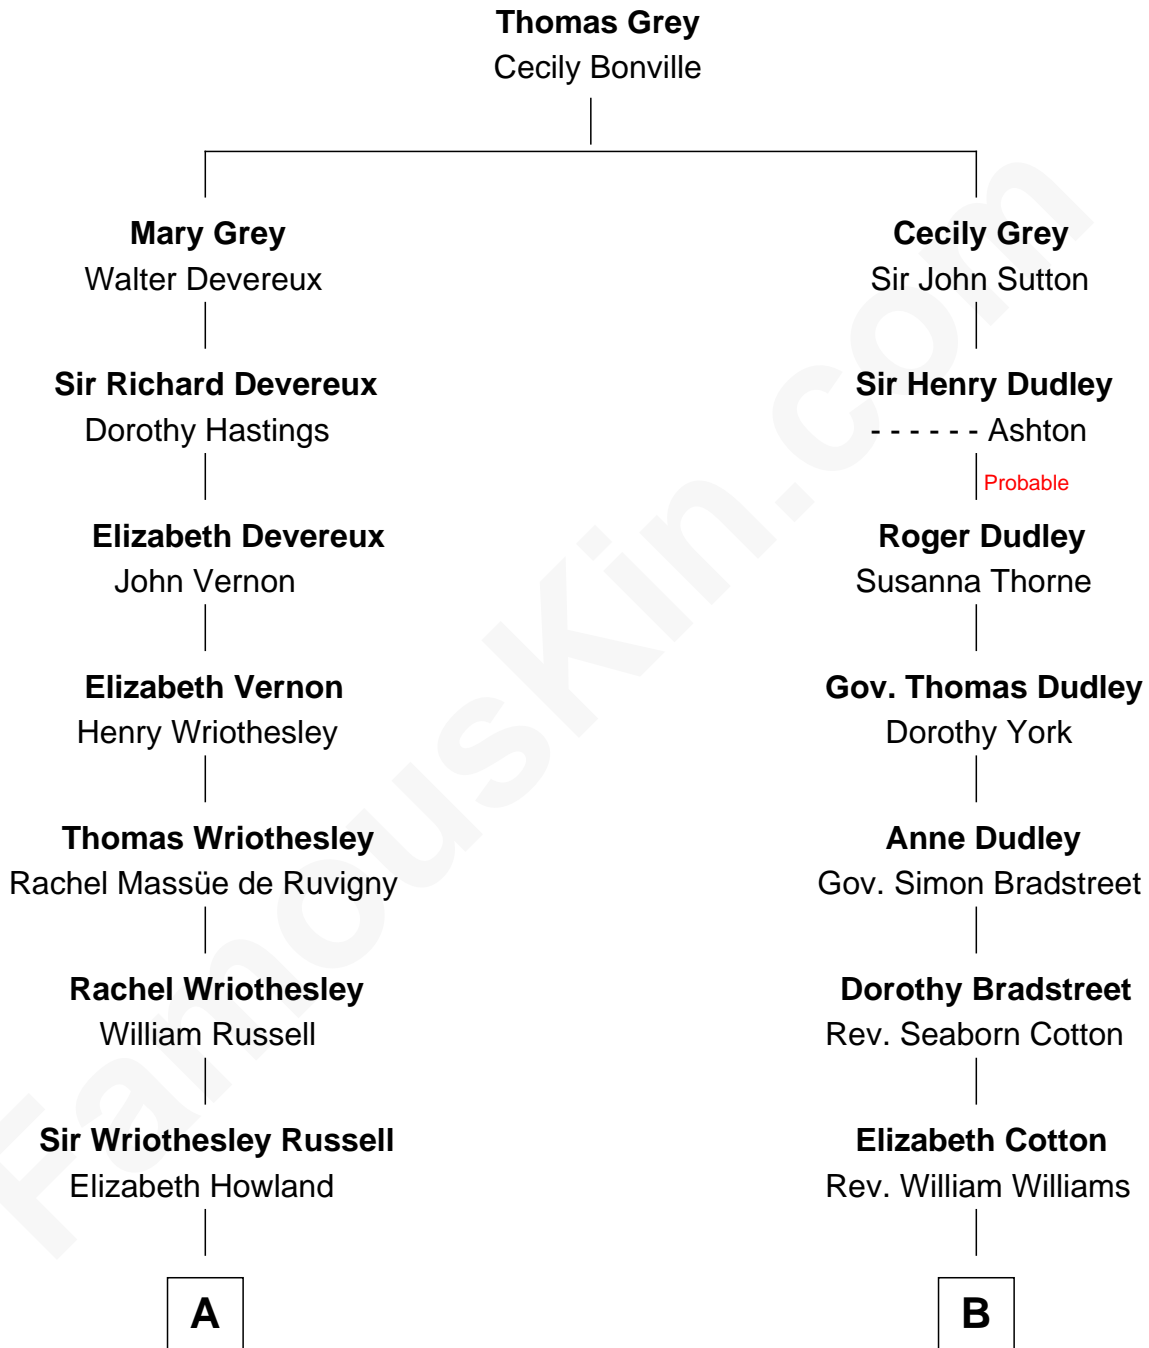 Thomas Grey
Cecily Bonville
Mary Grey
Walter Devereux
Cecily Grey
Sir John Sutton
Sir Richard Devereux
Dorothy Hastings
Sir Henry Dudley
- - - - - - Ashton
Probable
Elizabeth Devereux
John Vernon
Roger Dudley
Susanna Thorne
Elizabeth Vernon
Henry Wriothesley
Gov. Thomas Dudley
Dorothy York
Thomas Wriothesley
Rachel Massüe de Ruvigny
Anne Dudley
Gov. Simon Bradstreet
Rachel Wriothesley
William Russell
Dorothy Bradstreet
Rev. Seaborn Cotton
Sir Wriothesley Russell
Elizabeth Howland
Elizabeth Cotton
Rev. William Williams
A
B
FamousKin.com